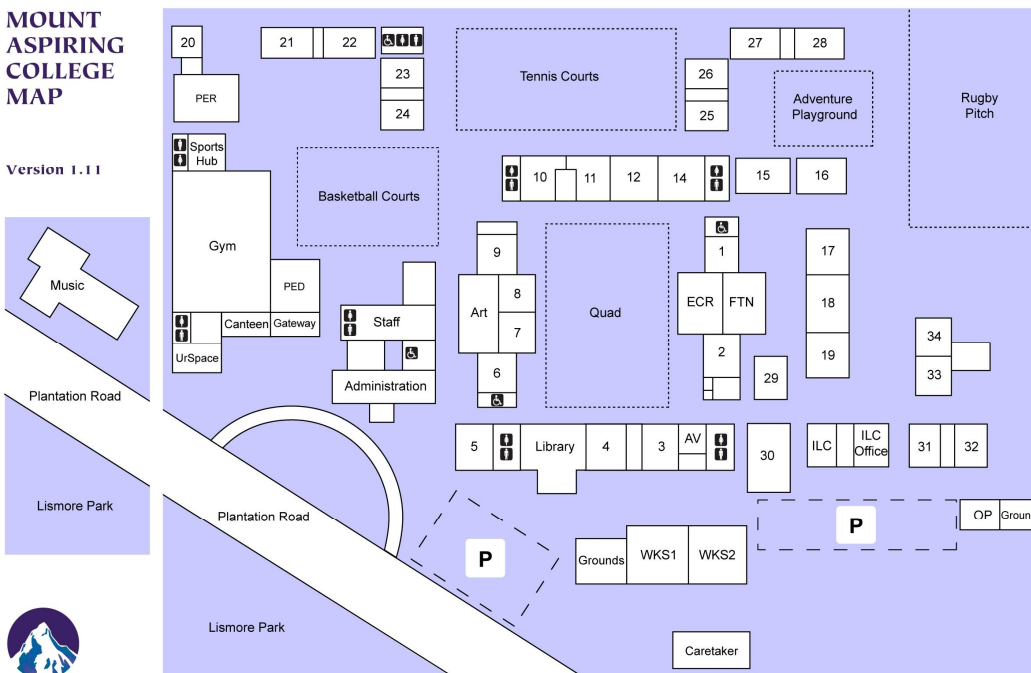 MOUNT
ASPIRING
COLLEGE
MAP
Version 1.11
20
21
22
23
24
PER
Tennis Courts
27
28
26
25
Adventure
Playground
Rugby
Pitch
Sports
Hub
Basketball Courts
10
11
12
14
15
16
Gym
PED
Canteen
Gateway
UrSpace
Music
Staff
Administration
9
Art
8
7
6
Quad
1
ECR
FTN
2
29
17
18
19
34
33
Plantation Road
5
Library
4
3
AV
30
ILC
ILC
Office
31
32
Lismore Park
Plantation Road
P
P
OP
Groun
Grounds
WKS1
WKS2
Lismore Park
Caretaker